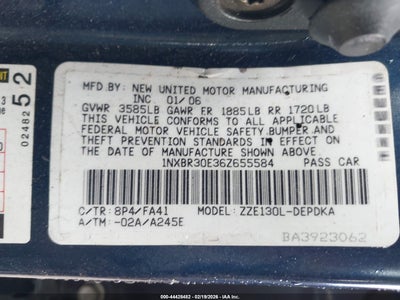 MFD.BY: NEW UNITED MOTOR MANUFACTURING
INC. 01/06
GVWR 3585LB GAWR FR 1885LB RR 1720LB
THIS VEHICLE CONFORMS TO ALL APPLICABLE
FEDERAL MOTOR VEHICLE SAFETY, BUMPER, AND
THEFT PREVENTION STANDARDS IN EFFECT ON
THE DATE OF MANUFACTURE SHOWN ABOVE.
1NXBR30E36Z655584 PASS CAR
C/TR: 8P4/FA41 MODEL: ZZE130L-DEPDKA
A/TM: -02A/A245E
BA3923062
02482 52
000-44428482 - 02/19/2026 - IAAI.COM